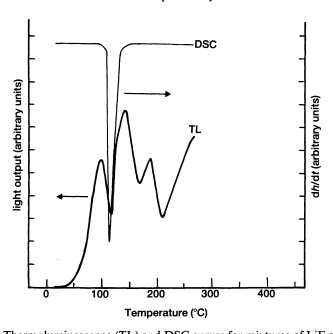 DSC
TL
light output (arbitrary units)
dh/dt (arbitrary units)
0 100 200 300 400
Temperature (°C)
Thermoluminescence (TL) and DSC curves for mixtures of LiF